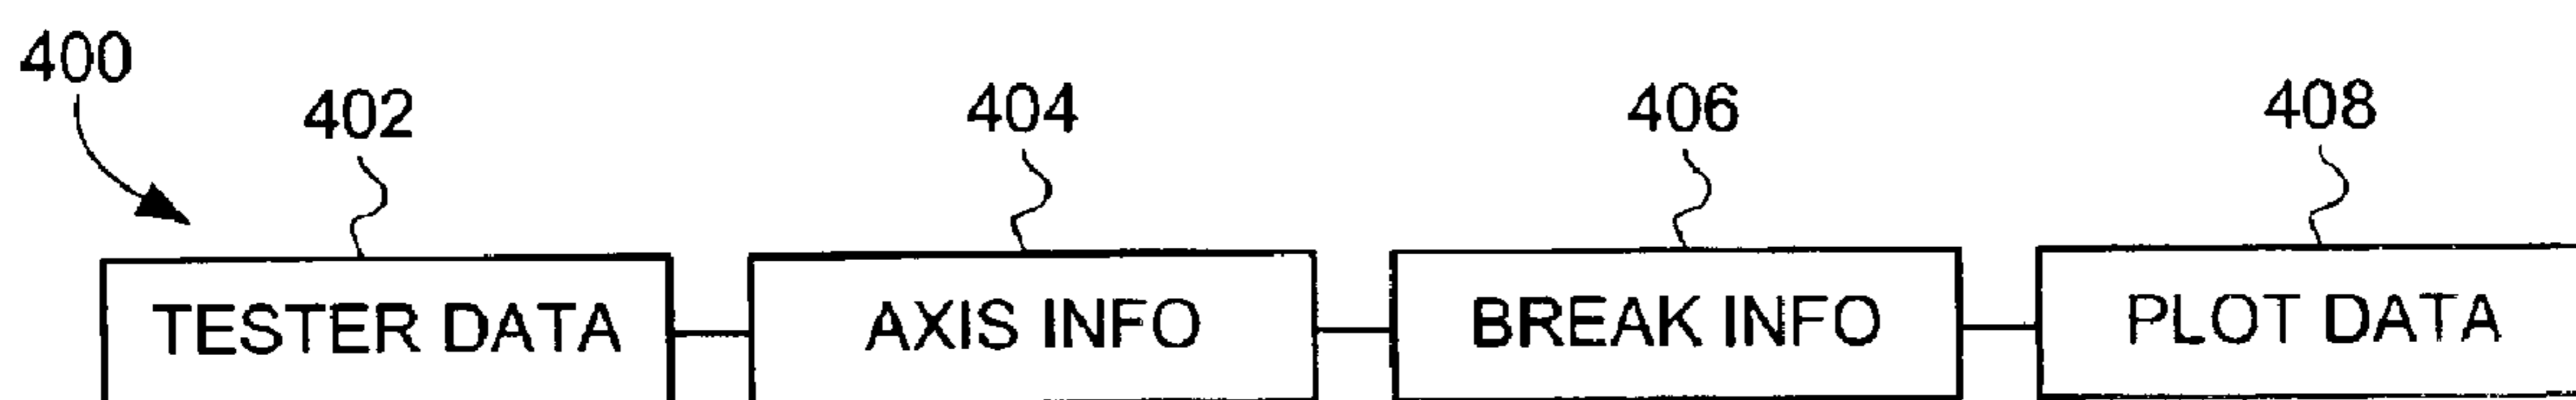 400
402
404
406
408
TESTER DATA
AXIS INFO
BREAK INFO
PLOT DATA